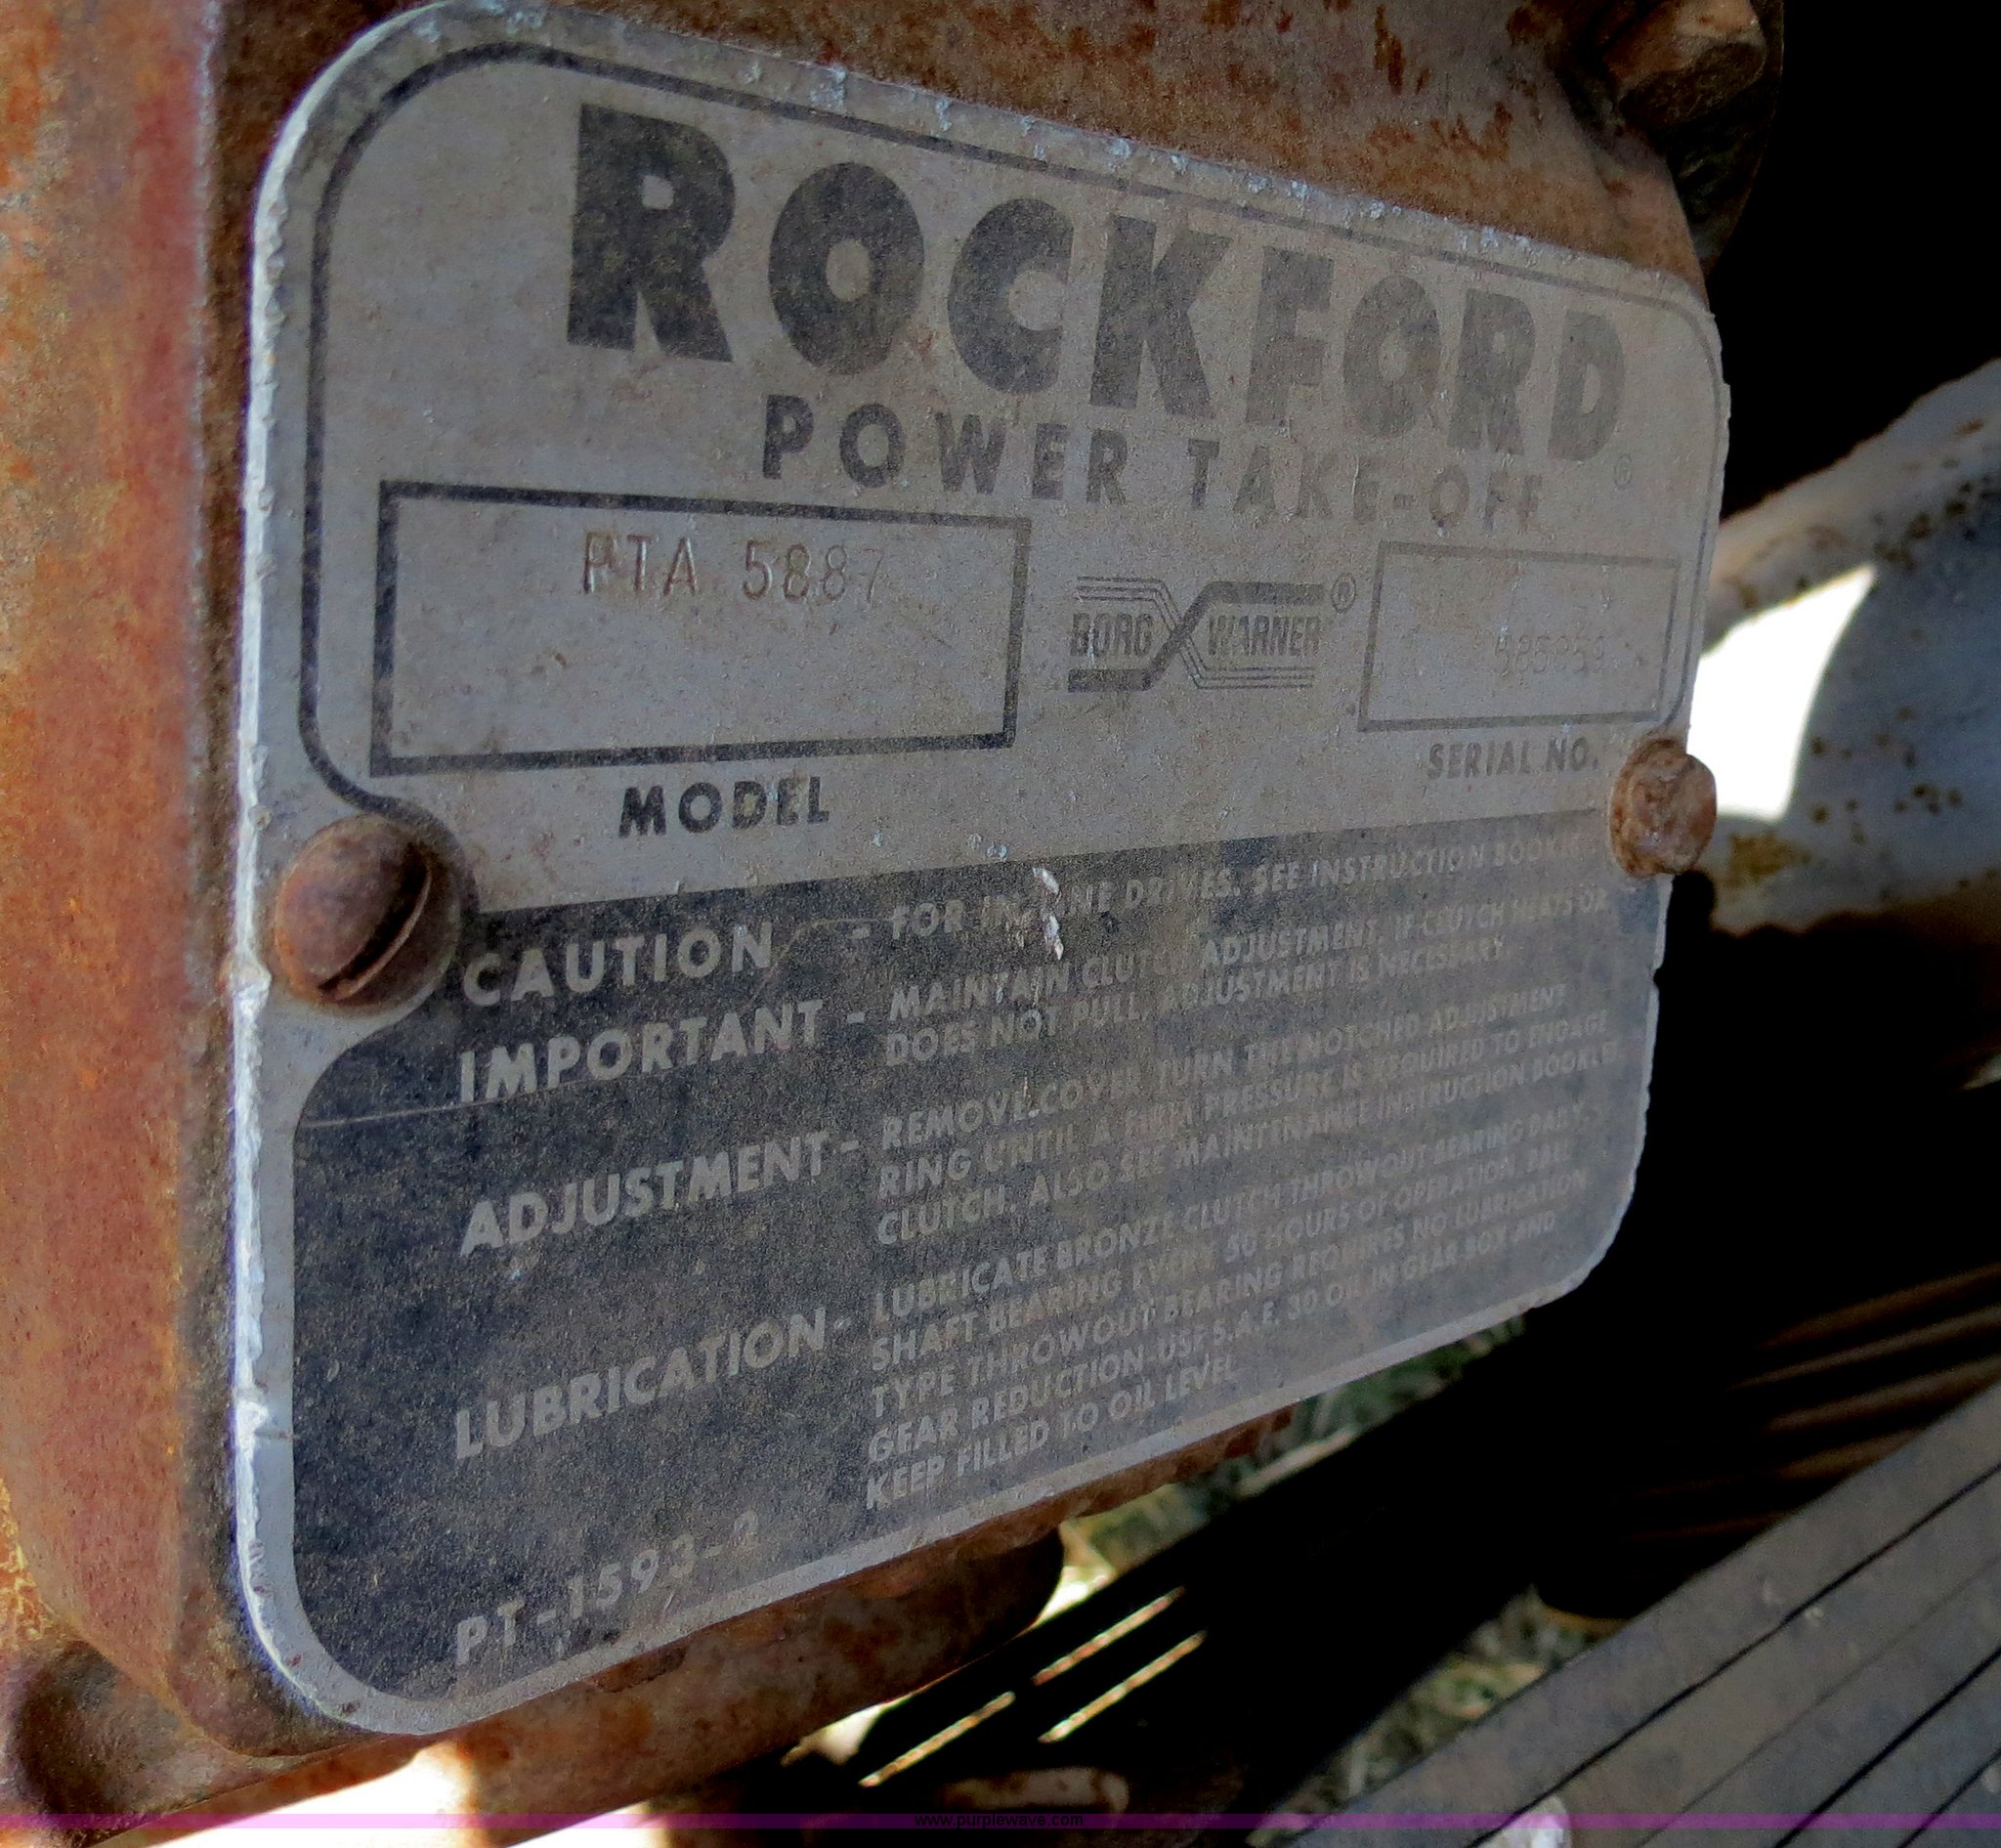 ROCKFORD ®
POWER TAKE-OFF
PTA 5887
BORG WARNER ®
MODEL
SERIAL NO.
CAUTION - FOR IN-LINE DRIVES. SEE INSTRUCTION BOOKLET
IMPORTANT - MAINTAIN CLUTCH ADJUSTMENT. IF CLUTCH HEATS OR
DOES NOT PULL, ADJUSTMENT IS NECESSARY
ADJUSTMENT - REMOVE COVER, TURN THE NOTCHED ADJUSTMENT
RING UNTIL A FIRM PRESSURE IS REQUIRED TO ENGAGE
CLUTCH. ALSO SEE MAINTENANCE INSTRUCTION BOOKLET
LUBRICATION - LUBRICATE BRONZE CLUTCH THROWOUT BEARING DAILY.
SHAFT BEARING EVERY 50 HOURS OF OPERATION. BALL
TYPE THROWOUT BEARING REQUIRES NO LUBRICATION
GEAR REDUCTION-USE S.A.E. 30 OIL IN GEAR BOX AND
KEEP FILLED TO OIL LEVEL
PT-1593-2
www.purplewave.com